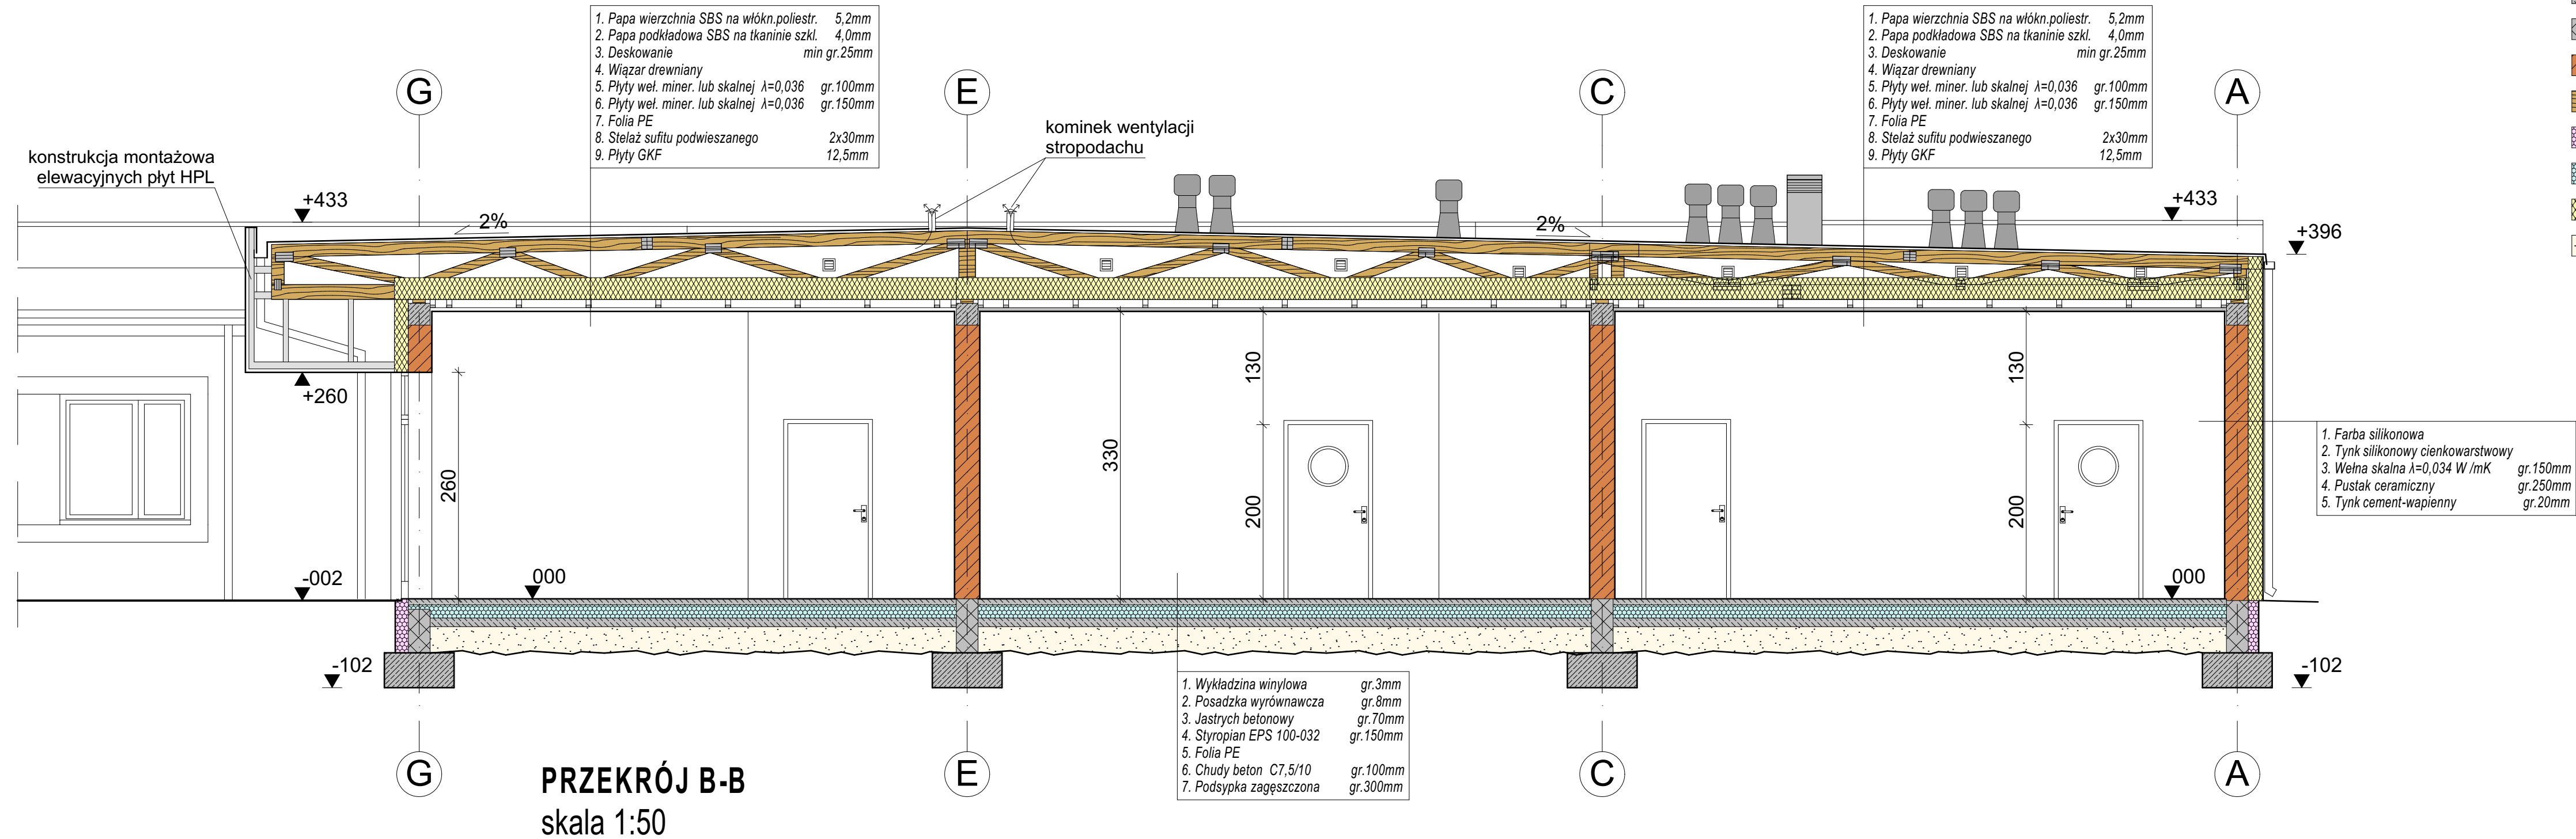 1. Papa wierzchnia SBS na włókn.poliestr. 5,2mm
2. Papa podkładowa SBS na tkaninie szkl. 4,0mm
3. Deskowanie min gr.25mm
4. Wiązar drewniany
5. Płyty weł. miner. lub skalnej λ=0,036 gr.100mm
6. Płyty weł. miner. lub skalnej λ=0,036 gr.150mm
7. Folia PE
8. Stelaż sufitu podwieszanego 2x30mm
9. Płyty GKF 12,5mm
1. Papa wierzchnia SBS na włókn.poliestr. 5,2mm
2. Papa podkładowa SBS na tkaninie szkl. 4,0mm
3. Deskowanie min gr.25mm
4. Wiązar drewniany
5. Płyty weł. miner. lub skalnej λ=0,036 gr.100mm
6. Płyty weł. miner. lub skalnej λ=0,036 gr.150mm
7. Folia PE
8. Stelaż sufitu podwieszanego 2x30mm
9. Płyty GKF 12,5mm
G
E
C
A
kominek wentylacji
stropodachu
konstrukcja montażowa
elewacyjnych płyt HPL
+433
2%
2%
+433
+396
+260
260
330
130
200
130
200
1. Farba silikonowa
2. Tynk silikonowy cienkowarstwowy
3. Wełna skalna λ=0,034 W /mK gr.150mm
4. Pustak ceramiczny gr.250mm
5. Tynk cement-wapienny gr.20mm
-002
000
000
-102
-102
1. Wykładzina winylowa gr.3mm
2. Posadzka wyrównawcza gr.8mm
3. Jastrych betonowy gr.70mm
4. Styropian EPS 100-032 gr.150mm
5. Folia PE
6. Chudy beton C7,5/10 gr.100mm
7. Podsypka zagęszczona gr.300mm
G
E
C
A
PRZEKRÓJ B-B
skala 1:50